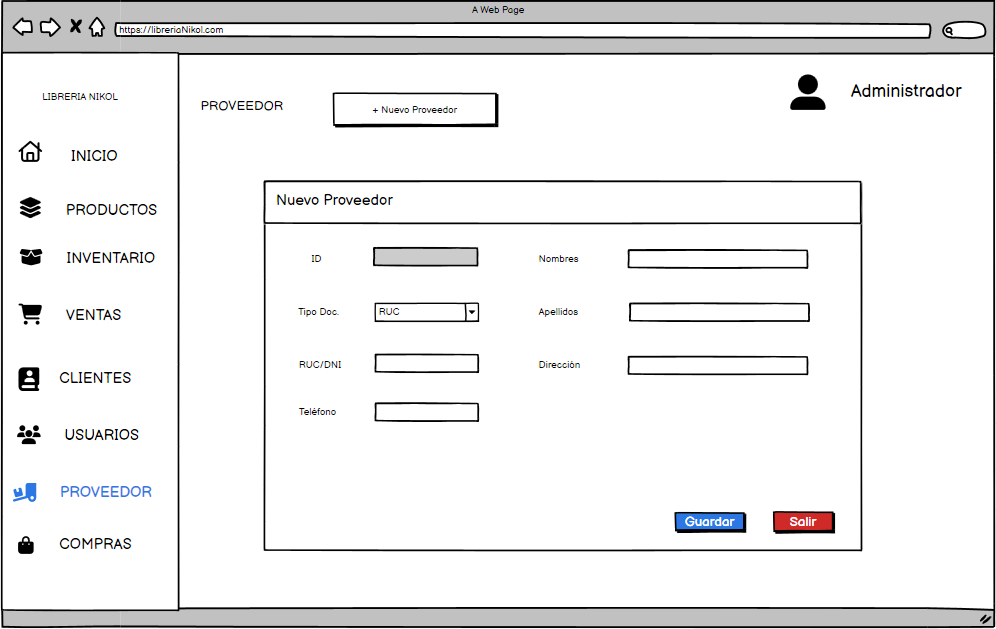 A Web Page
https://libreriaNikol.com
LIBRERIA NIKOL
INICIO
PRODUCTOS
INVENTARIO
VENTAS
CLIENTES
USUARIOS
PROVEEDOR
COMPRAS
PROVEEDOR
+ Nuevo Proveedor
Administrador
Nuevo Proveedor
ID
Nombres
Tipo Doc.
RUC
Apellidos
RUC/DNI
Dirección
Teléfono
Guardar
Salir